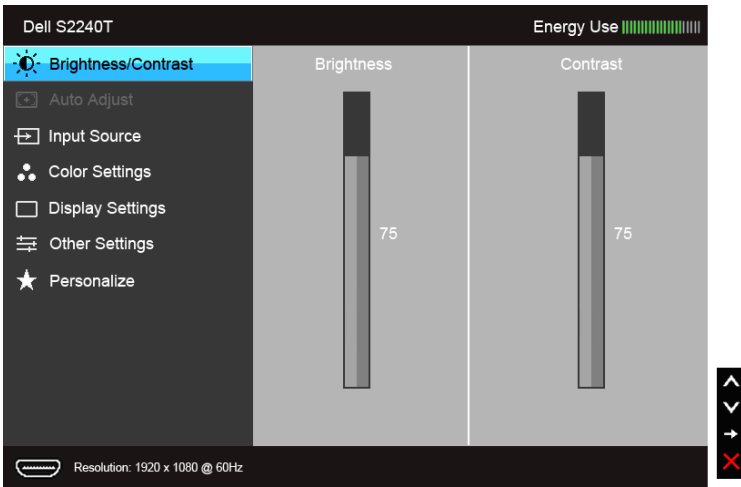 Dell S2240T
Energy Use
Brightness/Contrast
Auto Adjust
Input Source
Color Settings
Display Settings
Other Settings
Personalize
Brightness
Contrast
75
75
Resolution: 1920 x 1080 @ 60Hz